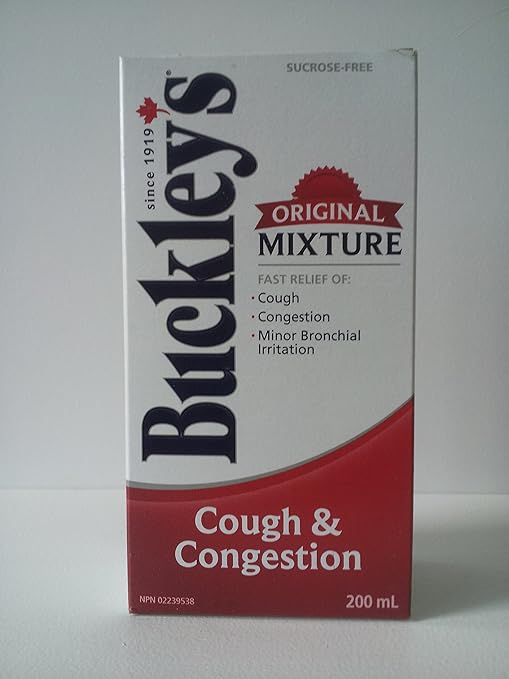 SUCROSE-FREE
since 1919
Buckley's®
ORIGINAL
MIXTURE
FAST RELIEF OF:
• Cough
• Congestion
• Minor Bronchial
Irritation
Cough &
Congestion
NPN 02239538
200 mL